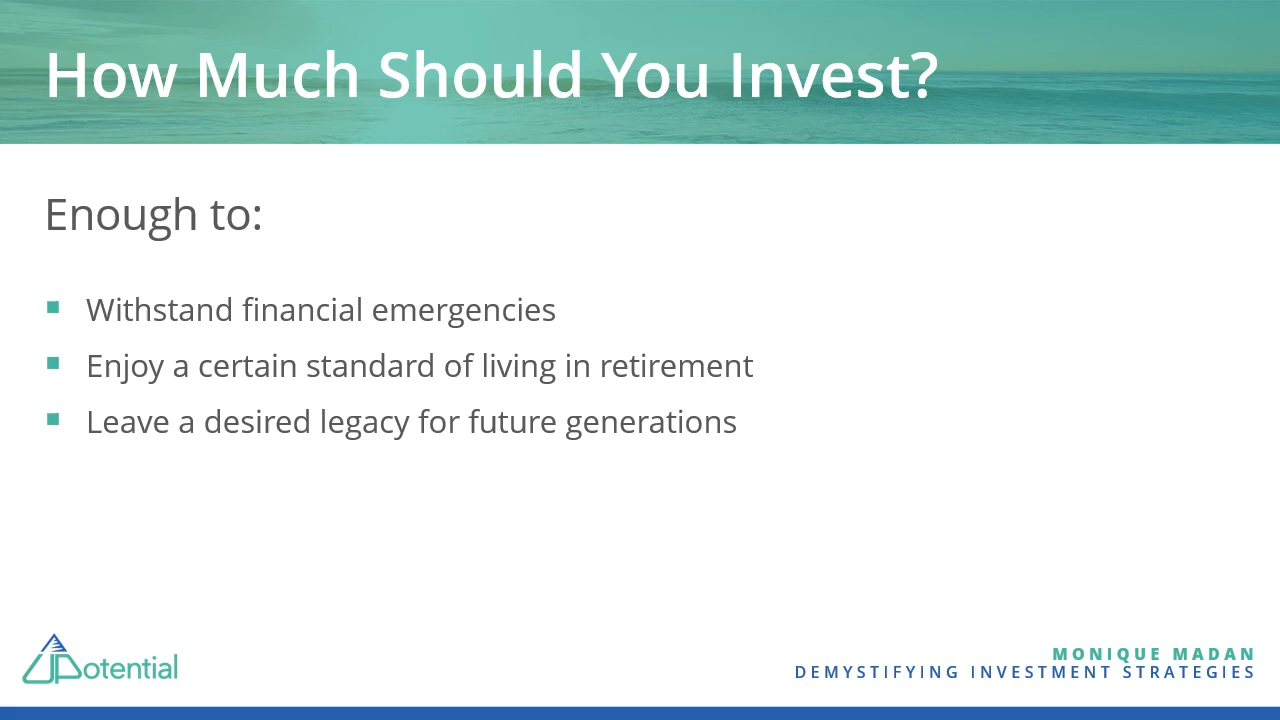 How Much Should You Invest?
Enough to:
Withstand financial emergencies
Enjoy a certain standard of living in retirement
Leave a desired legacy for future generations
UPotential
MONIQUE MADAN
DEMYSTIFYING INVESTMENT STRATEGIES